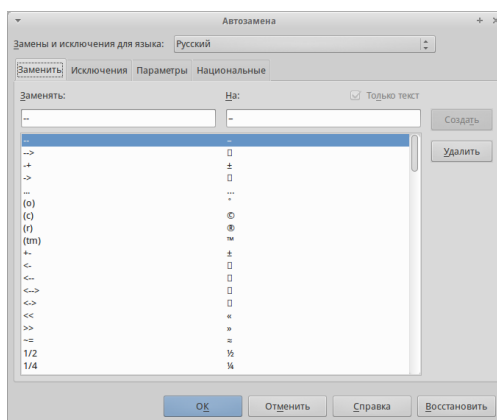 Автозамена
Замены и исключения для языка: Русский
Заменить Исключения Параметры Национальные
Заменять: На: Только текст
-- – Создать
-- –
--> Удалить
-+ ±
->
... …
(o) °
(c) ©
(r) ®
(tm) ™
+- ±
<-
<--
<-->
<->
<< «
>> »
~= ≈
1/2 ½
1/4 ¼
OK Отменить Справка Восстановить